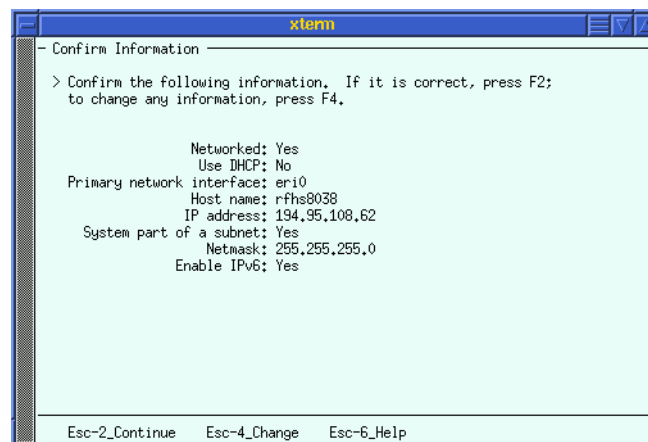 xterm
Confirm Information
> Confirm the following information.  If it is correct, press F2;
to change any information, press F4.
Networked: Yes
Use DHCP: No
Primary network interface: eri0
Host name: rfhs8038
IP address: 194.95.108.62
System part of a subnet: Yes
Netmask: 255.255.255.0
Enable IPv6: Yes
Esc-2_Continue    Esc-4_Change    Esc-6_Help